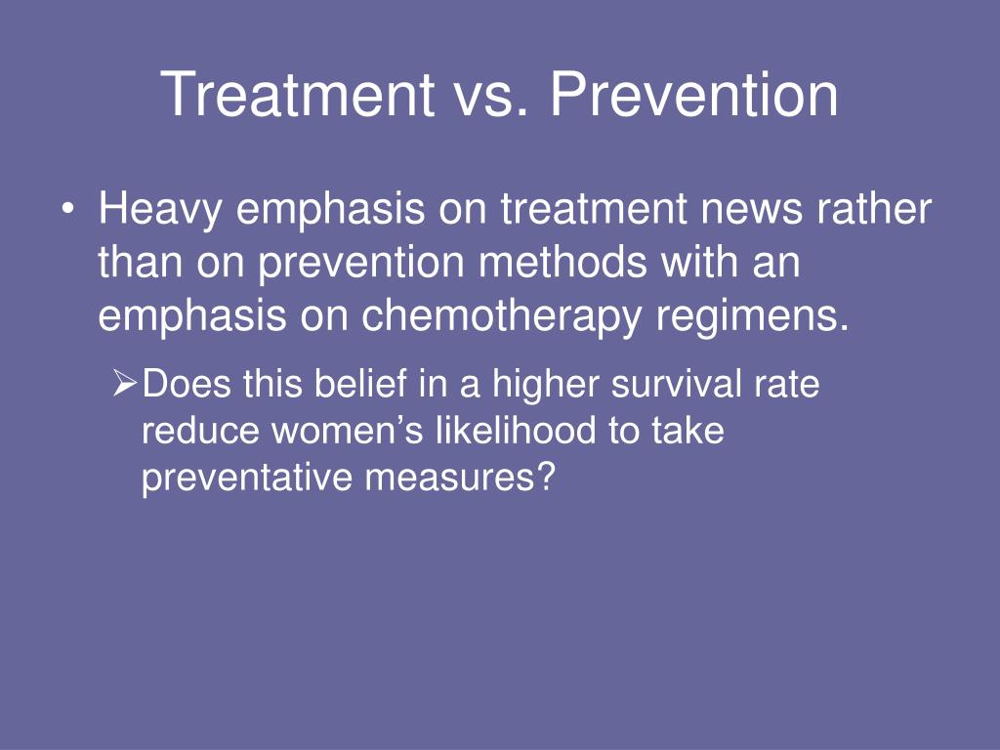 Treatment vs. Prevention
• Heavy emphasis on treatment news rather
than on prevention methods with an
emphasis on chemotherapy regimens.
➢Does this belief in a higher survival rate
reduce women’s likelihood to take
preventative measures?